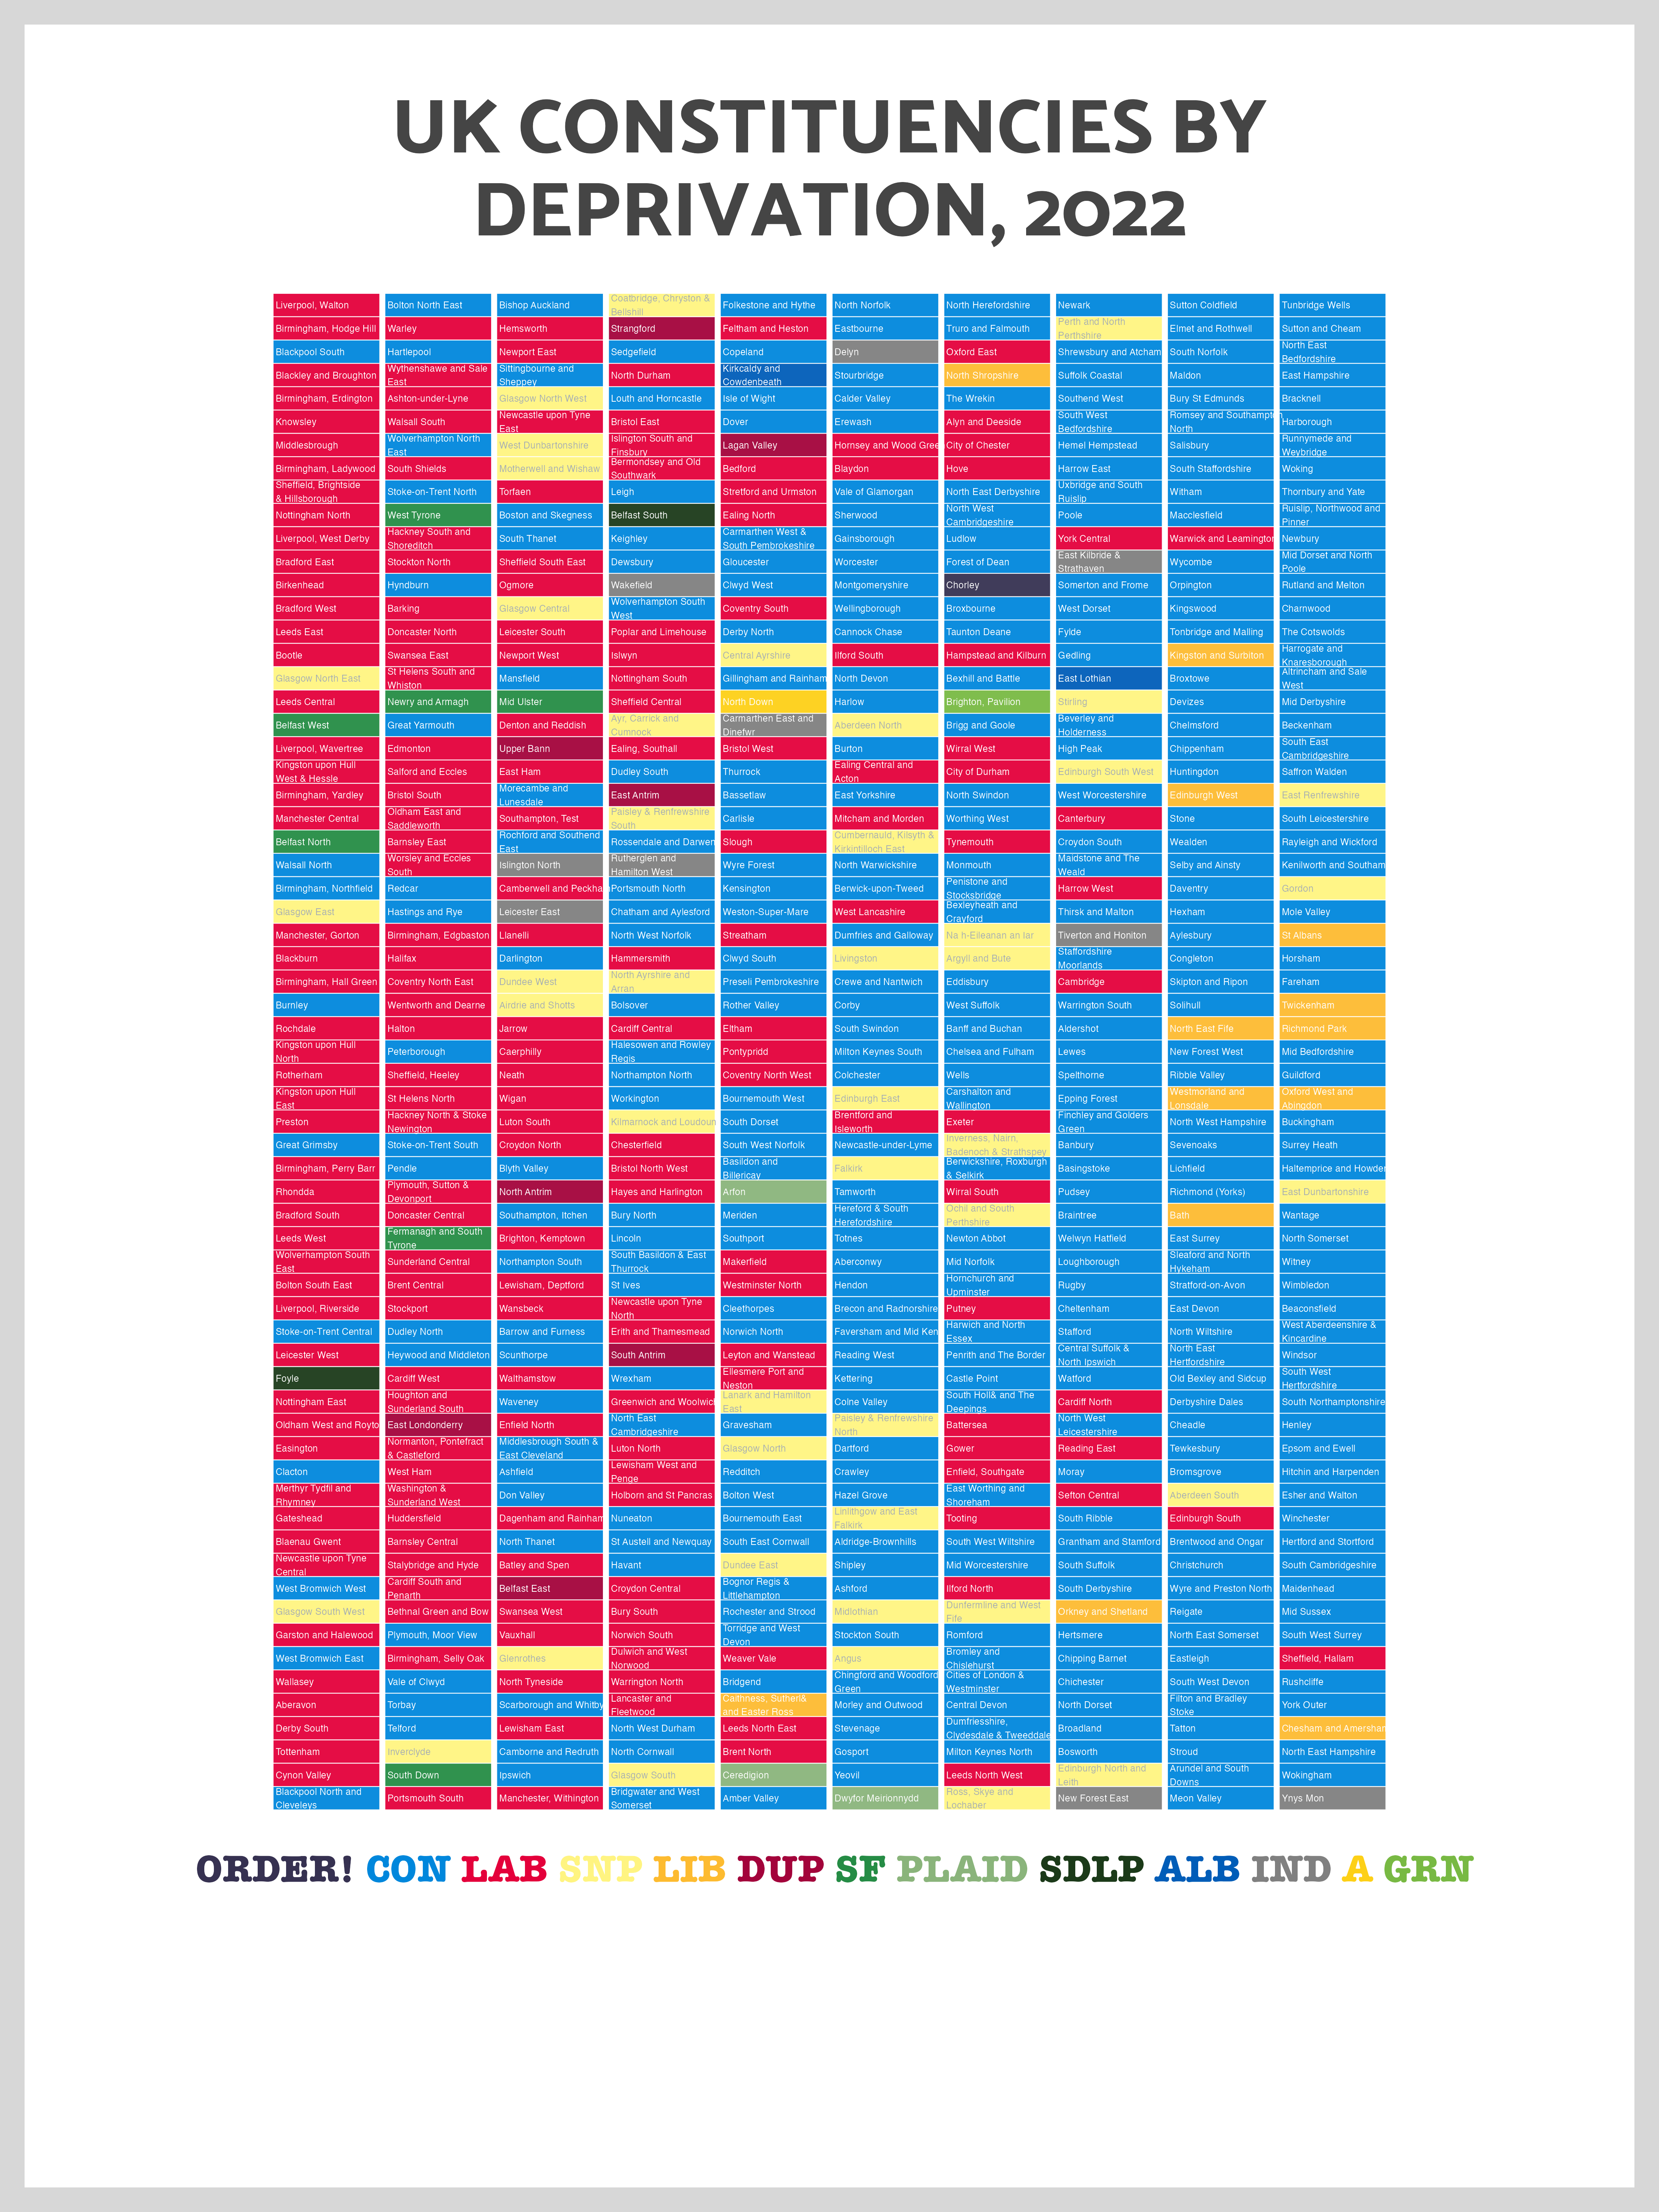 UK CONSTITUENCIES BY
DEPRIVATION, 2022
Liverpool, Walton
Birmingham, Hodge Hill
Blackpool South
Blackley and Broughton
Birmingham, Erdington
Knowsley
Middlesbrough
Birmingham, Ladywood
Sheffield, Brightside
& Hillsborough
Nottingham North
Liverpool, West Derby
Bradford East
Birkenhead
Bradford West
Leeds East
Bootle
Glasgow North East
Leeds Central
Belfast West
Liverpool, Wavertree
Kingston upon Hull
West & Hessle
Birmingham, Yardley
Manchester Central
Belfast North
Walsall North
Birmingham, Northfield
Glasgow East
Manchester, Gorton
Blackburn
Birmingham, Hall Green
Burnley
Rochdale
Kingston upon Hull
North
Rotherham
Kingston upon Hull
East
Preston
Great Grimsby
Birmingham, Perry Barr
Rhondda
Bradford South
Leeds West
Wolverhampton South
East
Bolton South East
Liverpool, Riverside
Stoke-on-Trent Central
Leicester West
Foyle
Nottingham East
Oldham West and Royto
Easington
Clacton
Merthyr Tydfil and
Rhymney
Gateshead
Blaenau Gwent
Newcastle upon Tyne
Central
West Bromwich West
Glasgow South West
Garston and Halewood
West Bromwich East
Wallasey
Aberavon
Derby South
Tottenham
Cynon Valley
Blackpool North and
Cleveleys
Bolton North East
Warley
Hartlepool
Wythenshawe and Sale
East
Ashton-under-Lyne
Walsall South
Wolverhampton North
East
South Shields
Stoke-on-Trent North
West Tyrone
Hackney South and
Shoreditch
Stockton North
Hyndburn
Barking
Doncaster North
Swansea East
St Helens South and
Whiston
Newry and Armagh
Great Yarmouth
Edmonton
Salford and Eccles
Bristol South
Oldham East and
Saddleworth
Barnsley East
Worsley and Eccles
South
Redcar
Hastings and Rye
Birmingham, Edgbaston
Halifax
Coventry North East
Wentworth and Dearne
Halton
Peterborough
Sheffield, Heeley
St Helens North
Hackney North & Stoke
Newington
Stoke-on-Trent South
Pendle
Plymouth, Sutton &
Devonport
Doncaster Central
Fermanagh and South
Tyrone
Sunderland Central
Brent Central
Stockport
Dudley North
Heywood and Middleton
Cardiff West
Houghton and
Sunderland South
East Londonderry
Normanton, Pontefract
& Castleford
West Ham
Washington &
Sunderland West
Huddersfield
Barnsley Central
Stalybridge and Hyde
Cardiff South and
Penarth
Bethnal Green and Bow
Plymouth, Moor View
Birmingham, Selly Oak
Vale of Clwyd
Torbay
Telford
Inverclyde
South Down
Portsmouth South
Bishop Auckland
Hemsworth
Newport East
Sittingbourne and
Sheppey
Glasgow North West
Newcastle upon Tyne
East
West Dunbartonshire
Motherwell and Wishaw
Torfaen
Boston and Skegness
South Thanet
Sheffield South East
Ogmore
Glasgow Central
Leicester South
Newport West
Mansfield
Mid Ulster
Denton and Reddish
Upper Bann
East Ham
Morecambe and
Lunesdale
Southampton, Test
Rochford and Southend
East
Islington North
Camberwell and Peckha
Leicester East
Llanelli
Darlington
Dundee West
Airdrie and Shotts
Jarrow
Caerphilly
Neath
Wigan
Luton South
Croydon North
Blyth Valley
North Antrim
Southampton, Itchen
Brighton, Kemptown
Northampton South
Lewisham, Deptford
Wansbeck
Barrow and Furness
Scunthorpe
Walthamstow
Waveney
Enfield North
Middlesbrough South &
East Cleveland
Ashfield
Don Valley
Dagenham and Rainham
North Thanet
Batley and Spen
Belfast East
Swansea West
Vauxhall
Glenrothes
North Tyneside
Scarborough and Whitby
Lewisham East
Camborne and Redruth
Ipswich
Manchester, Withington
Coatbridge, Chryston &
Bellshill
Strangford
Sedgefield
North Durham
Louth and Horncastle
Bristol East
Islington South and
Finsbury
Bermondsey and Old
Southwark
Leigh
Belfast South
Keighley
Dewsbury
Wakefield
Wolverhampton South
West
Poplar and Limehouse
Islwyn
Nottingham South
Sheffield Central
Ayr, Carrick and
Cumnock
Ealing, Southall
Dudley South
East Antrim
Paisley & Renfrewshire
South
Rossendale and Darwen
Rutherglen and
Hamilton West
Portsmouth North
Chatham and Aylesford
North West Norfolk
Hammersmith
North Ayrshire and
Arran
Bolsover
Cardiff Central
Halesowen and Rowley
Regis
Northampton North
Workington
Kilmarnock and Loudoun
Chesterfield
Bristol North West
Hayes and Harlington
Bury North
Lincoln
South Basildon & East
Thurrock
St Ives
Newcastle upon Tyne
North
Erith and Thamesmead
South Antrim
Wrexham
Greenwich and Woolwic
North East
Cambridgeshire
Luton North
Lewisham West and
Penge
Holborn and St Pancras
Nuneaton
St Austell and Newquay
Havant
Croydon Central
Bury South
Norwich South
Dulwich and West
Norwood
Warrington North
Lancaster and
Fleetwood
North West Durham
North Cornwall
Glasgow South
Bridgwater and West
Somerset
Folkestone and Hythe
Feltham and Heston
Copeland
Kirkcaldy and
Cowdenbeath
Isle of Wight
Dover
Lagan Valley
Bedford
Stretford and Urmston
Ealing North
Carmarthen West &
South Pembrokeshire
Gloucester
Clwyd West
Coventry South
Derby North
Central Ayrshire
Gillingham and Rainham
North Down
Carmarthen East and
Dinefwr
Bristol West
Thurrock
Bassetlaw
Carlisle
Slough
Wyre Forest
Kensington
Weston-Super-Mare
Streatham
Clwyd South
Preseli Pembrokeshire
Rother Valley
Eltham
Pontypridd
Coventry North West
Bournemouth West
South Dorset
South West Norfolk
Basildon and
Billericay
Arfon
Meriden
Southport
Makerfield
Westminster North
Cleethorpes
Norwich North
Leyton and Wanstead
Ellesmere Port and
Neston
Lanark and Hamilton
East
Gravesham
Glasgow North
Redditch
Bolton West
Bournemouth East
South East Cornwall
Dundee East
Bognor Regis &
Littlehampton
Rochester and Strood
Torridge and West
Devon
Weaver Vale
Bridgend
Caithness, Sutherl&
and Easter Ross
Leeds North East
Brent North
Ceredigion
Amber Valley
North Norfolk
Eastbourne
Delyn
Stourbridge
Calder Valley
Erewash
Hornsey and Wood Gree
Blaydon
Vale of Glamorgan
Sherwood
Gainsborough
Worcester
Montgomeryshire
Wellingborough
Cannock Chase
Ilford South
North Devon
Harlow
Aberdeen North
Burton
Ealing Central and
Acton
East Yorkshire
Mitcham and Morden
Cumbernauld, Kilsyth &
Kirkintilloch East
North Warwickshire
Berwick-upon-Tweed
West Lancashire
Dumfries and Galloway
Livingston
Crewe and Nantwich
Corby
South Swindon
Milton Keynes South
Colchester
Edinburgh East
Brentford and
Isleworth
Newcastle-under-Lyme
Falkirk
Tamworth
Hereford & South
Herefordshire
Totnes
Aberconwy
Hendon
Brecon and Radnorshire
Faversham and Mid Ken
Reading West
Kettering
Colne Valley
Paisley & Renfrewshire
North
Dartford
Crawley
Hazel Grove
Linlithgow and East
Falkirk
Aldridge-Brownhills
Shipley
Ashford
Midlothian
Stockton South
Angus
Chingford and Woodford
Green
Morley and Outwood
Stevenage
Gosport
Yeovil
Dwyfor Meirionnydd
North Herefordshire
Truro and Falmouth
Oxford East
North Shropshire
The Wrekin
Alyn and Deeside
City of Chester
Hove
North East Derbyshire
North West
Cambridgeshire
Ludlow
Forest of Dean
Chorley
Broxbourne
Taunton Deane
Hampstead and Kilburn
Bexhill and Battle
Brighton, Pavilion
Brigg and Goole
Wirral West
City of Durham
North Swindon
Worthing West
Tynemouth
Monmouth
Penistone and
Stocksbridge
Bexleyheath and
Crayford
Na h-Eileanan an Iar
Argyll and Bute
Eddisbury
West Suffolk
Banff and Buchan
Chelsea and Fulham
Wells
Carshalton and
Wallington
Exeter
Inverness, Nairn,
Badenoch & Strathspey
Berwickshire, Roxburgh
& Selkirk
Wirral South
Ochil and South
Perthshire
Newton Abbot
Mid Norfolk
Hornchurch and
Upminster
Putney
Harwich and North
Essex
Penrith and The Border
Castle Point
South Holl& and The
Deepings
Battersea
Gower
Enfield, Southgate
East Worthing and
Shoreham
Tooting
South West Wiltshire
Mid Worcestershire
Ilford North
Dunfermline and West
Fife
Romford
Bromley and
Chislehurst
Cities of London &
Westminster
Central Devon
Dumfriesshire,
Clydesdale & Tweeddale
Milton Keynes North
Leeds North West
Ross, Skye and
Lochaber
Newark
Perth and North
Perthshire
Shrewsbury and Atcham
Suffolk Coastal
Southend West
South West
Bedfordshire
Hemel Hempstead
Harrow East
Uxbridge and South
Ruislip
Poole
York Central
East Kilbride &
Strathaven
Somerton and Frome
West Dorset
Fylde
Gedling
East Lothian
Stirling
Beverley and
Holderness
High Peak
Edinburgh South West
West Worcestershire
Canterbury
Croydon South
Maidstone and The
Weald
Harrow West
Thirsk and Malton
Tiverton and Honiton
Staffordshire
Moorlands
Cambridge
Warrington South
Aldershot
Lewes
Spelthorne
Epping Forest
Finchley and Golders
Green
Banbury
Basingstoke
Pudsey
Braintree
Welwyn Hatfield
Loughborough
Rugby
Cheltenham
Stafford
Central Suffolk &
North Ipswich
Watford
Cardiff North
North West
Leicestershire
Reading East
Moray
Sefton Central
South Ribble
Grantham and Stamford
South Suffolk
South Derbyshire
Orkney and Shetland
Hertsmere
Chipping Barnet
Chichester
North Dorset
Broadland
Bosworth
Edinburgh North and
Leith
New Forest East
Sutton Coldfield
Elmet and Rothwell
South Norfolk
Maldon
Bury St Edmunds
Romsey and Southampton
North
Salisbury
South Staffordshire
Witham
Macclesfield
Warwick and Leamington
Wycombe
Orpington
Kingswood
Tonbridge and Malling
Kingston and Surbiton
Broxtowe
Devizes
Chelmsford
Chippenham
Huntingdon
Edinburgh West
Stone
Wealden
Selby and Ainsty
Daventry
Hexham
Aylesbury
Congleton
Skipton and Ripon
Solihull
North East Fife
New Forest West
Ribble Valley
Westmorland and
Lonsdale
North West Hampshire
Sevenoaks
Lichfield
Richmond (Yorks)
Bath
East Surrey
Sleaford and North
Hykeham
Stratford-on-Avon
East Devon
North Wiltshire
North East
Hertfordshire
Old Bexley and Sidcup
Derbyshire Dales
Cheadle
Tewkesbury
Bromsgrove
Aberdeen South
Edinburgh South
Brentwood and Ongar
Christchurch
Wyre and Preston North
Reigate
North East Somerset
Eastleigh
South West Devon
Filton and Bradley
Stoke
Tatton
Stroud
Arundel and South
Downs
Meon Valley
Tunbridge Wells
Sutton and Cheam
North East
Bedfordshire
East Hampshire
Bracknell
Harborough
Runnymede and
Weybridge
Woking
Thornbury and Yate
Ruislip, Northwood and
Pinner
Newbury
Mid Dorset and North
Poole
Rutland and Melton
Charnwood
The Cotswolds
Harrogate and
Knaresborough
Altrincham and Sale
West
Mid Derbyshire
Beckenham
South East
Cambridgeshire
Saffron Walden
East Renfrewshire
South Leicestershire
Rayleigh and Wickford
Kenilworth and Southam
Gordon
Mole Valley
St Albans
Horsham
Fareham
Twickenham
Richmond Park
Mid Bedfordshire
Guildford
Oxford West and
Abingdon
Buckingham
Surrey Heath
Haltemprice and Howden
East Dunbartonshire
Wantage
North Somerset
Witney
Wimbledon
Beaconsfield
West Aberdeenshire &
Kincardine
Windsor
South West
Hertfordshire
South Northamptonshire
Henley
Epsom and Ewell
Hitchin and Harpenden
Esher and Walton
Winchester
Hertford and Stortford
South Cambridgeshire
Maidenhead
Mid Sussex
South West Surrey
Sheffield, Hallam
Rushcliffe
York Outer
Chesham and Amersham
North East Hampshire
Wokingham
Ynys Mon
ORDER! CON LAB SNP LIB DUP SF PLAID SDLP ALB IND A GRN